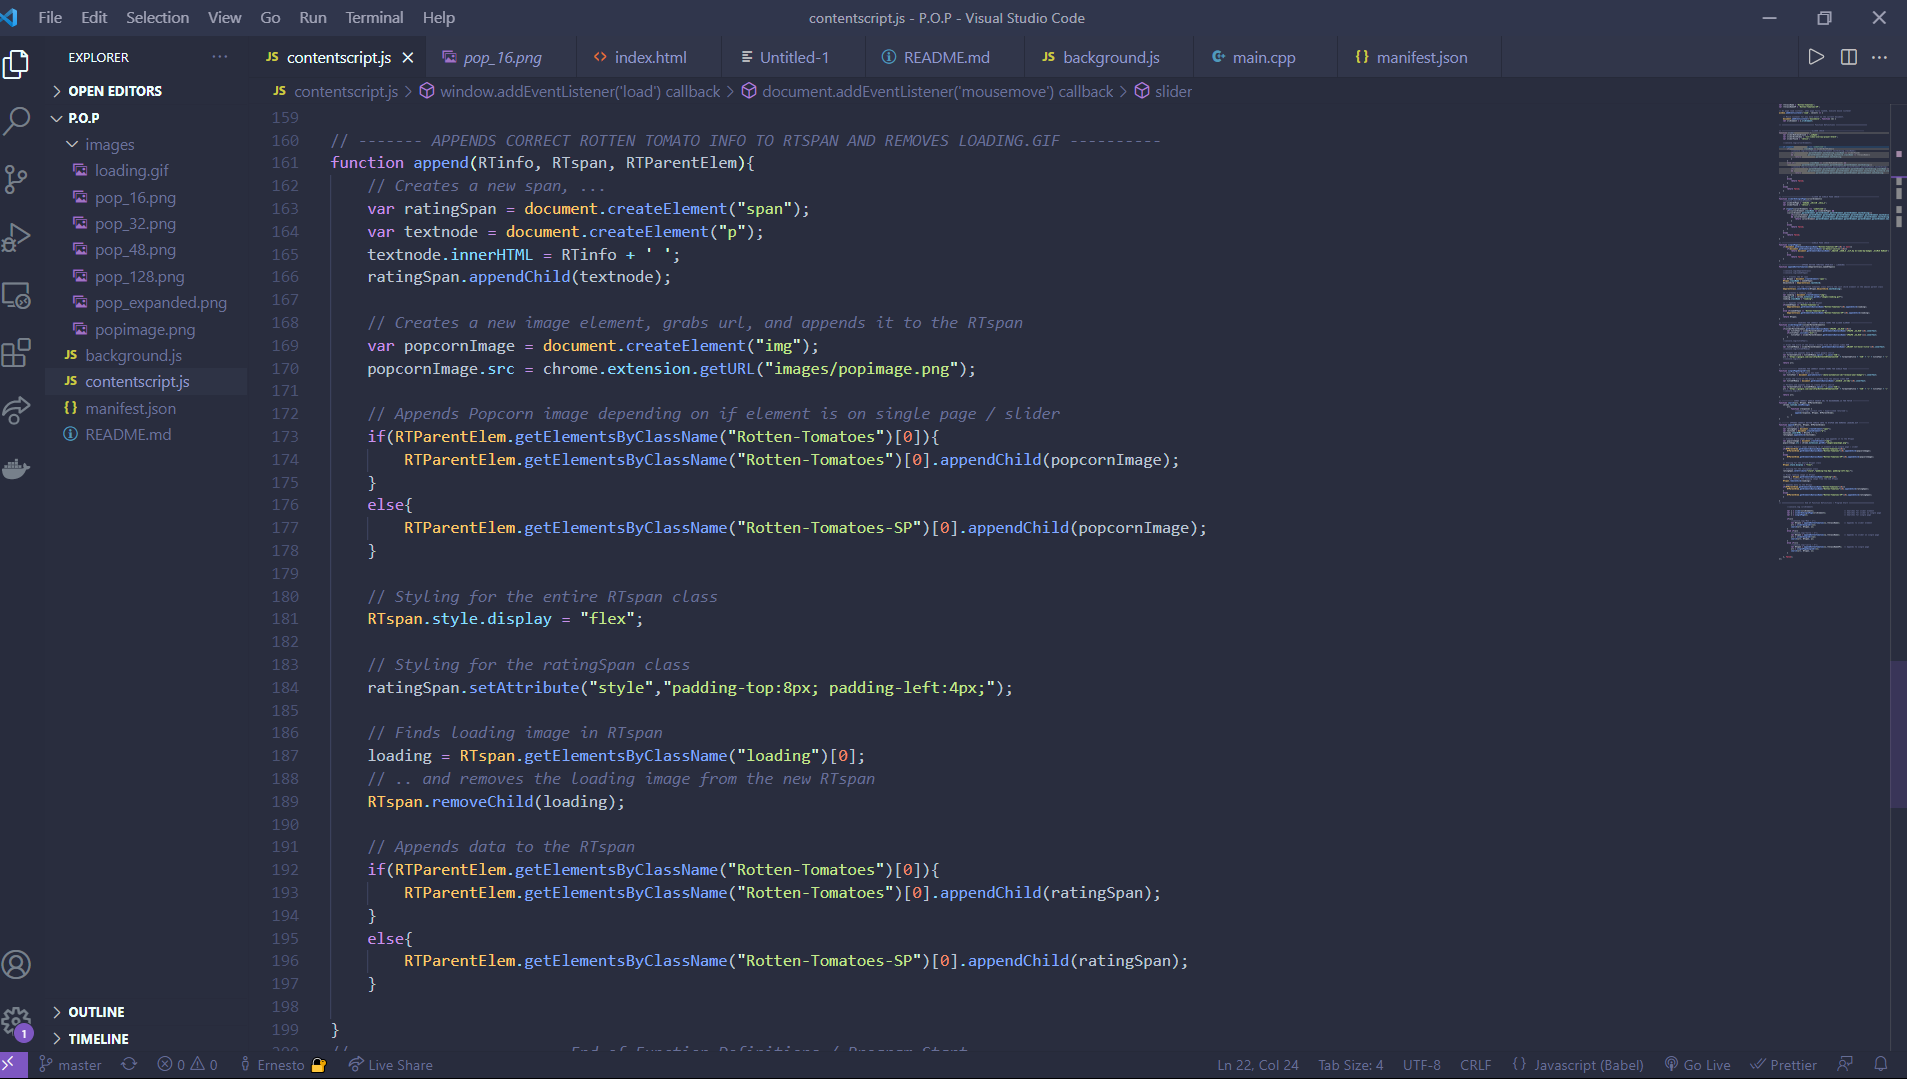 File Edit Selection View Go Run Terminal Help
contentscript.js - P.O.P - Visual Studio Code
EXPLORER ···
JS contentscript.js
pop_16.png
<> index.html
Untitled-1
README.md
JS background.js
main.cpp
{} manifest.json
OPEN EDITORS
P.O.P
images
loading.gif
pop_16.png
pop_32.png
pop_48.png
pop_128.png
pop_expanded.png
popimage.png
JS background.js
JS contentscript.js
{} manifest.json
README.md
OUTLINE
TIMELINE
1
JS contentscript.js > window.addEventListener('load') callback > document.addEventListener('mousemove') callback > slider
159
160 // ------- APPENDS CORRECT ROTTEN TOMATO INFO TO RTSPAN AND REMOVES LOADING.GIF ----------
161 function append(RTinfo, RTspan, RTParentElem){
162 // Creates a new span, ...
163 var ratingSpan = document.createElement("span");
164 var textnode = document.createElement("p");
165 textnode.innerHTML = RTinfo + ' ';
166 ratingSpan.appendChild(textnode);
167
168 // Creates a new image element, grabs url, and appends it to the RTspan
169 var popcornImage = document.createElement("img");
170 popcornImage.src = chrome.extension.getURL("images/popimage.png");
171
172 // Appends Popcorn image depending on if element is on single page / slider
173 if(RTParentElem.getElementsByClassName("Rotten-Tomatoes")[0]){
174 RTParentElem.getElementsByClassName("Rotten-Tomatoes")[0].appendChild(popcornImage);
175 }
176 else{
177 RTParentElem.getElementsByClassName("Rotten-Tomatoes-SP")[0].appendChild(popcornImage);
178 }
179
180 // Styling for the entire RTspan class
181 RTspan.style.display = "flex";
182
183 // Styling for the ratingSpan class
184 ratingSpan.setAttribute("style","padding-top:8px; padding-left:4px;");
185
186 // Finds loading image in RTspan
187 loading = RTspan.getElementsByClassName("loading")[0];
188 // .. and removes the loading image from the new RTspan
189 RTspan.removeChild(loading);
190
191 // Appends data to the RTspan
192 if(RTParentElem.getElementsByClassName("Rotten-Tomatoes")[0]){
193 RTParentElem.getElementsByClassName("Rotten-Tomatoes")[0].appendChild(ratingSpan);
194 }
195 else{
196 RTParentElem.getElementsByClassName("Rotten-Tomatoes-SP")[0].appendChild(ratingSpan);
197 }
198
199 }
200 // End of Function Definitions / Program Start
master 0 0 Ernesto Live Share Ln 22, Col 24 Tab Size: 4 UTF-8 CRLF {} Javascript (Babel) Go Live Prettier